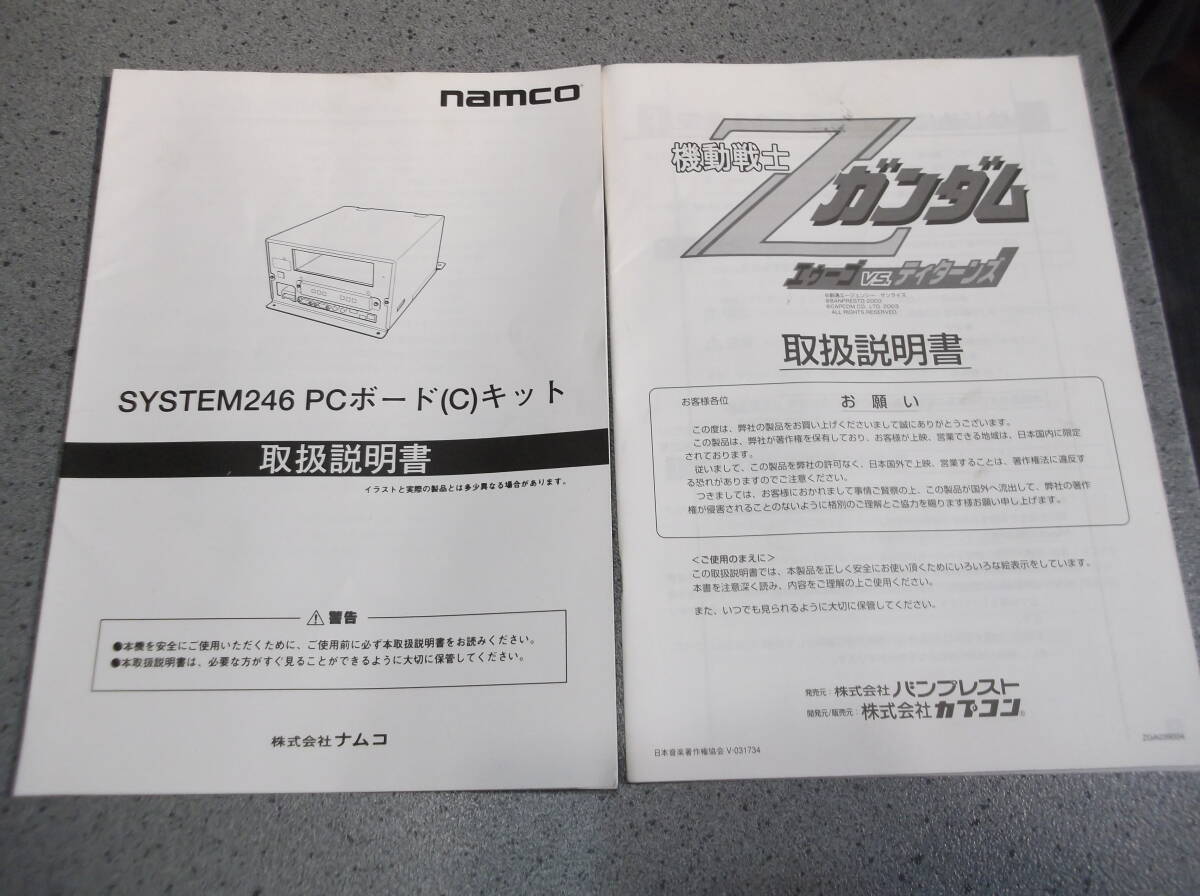 namco
SYSTEM246 PCボード(C)キット
取扱説明書
イラストと実際の製品とは多少異なる場合があります。
警告
●本機を安全にご使用いただくために、ご使用前に必ず本取扱説明書をお読みください。
●本取扱説明書は、必要な方がすぐ見ることができるように大切に保管してください。
株式会社ナムコ
機動戦士
Z
ガンダム
エゥーゴ VS. ティターンズ
©創通エージェンシー サンライズ
©BANPRESTO 2003
©CAPCOM CO., LTD. 2003
ALL RIGHTS RESERVED.
取扱説明書
お客様各位
お願い
この度は、弊社の製品をお買い上げくださいまして誠にありがとうございます。
この製品は、弊社が著作権を保有しており、お客様が上映、営業できる地域は、日本国内に限定
されております。
従いまして、この製品を弊社の許可なく、日本国外で上映、営業することは、著作権法に違反す
る恐れがありますのでご注意ください。
つきましては、お客様におかれまして事情ご賢察の上、この製品が国外へ流出して、弊社の著作
権が侵害されることのないように格別のご理解とご協力を賜ります様お願い申し上げます。
<ご使用のまえに>
この取扱説明書では、本製品を正しく安全にお使い頂くためにいろいろな絵表示をしています。
本書を注意深く読み、内容をご理解の上ご使用ください。
また、いつでも見られるように大切に保管してください。
発売元：株式会社 バンプレスト
開発元/販売元：株式会社 カプコン®
日本音楽著作権協会 V-031734